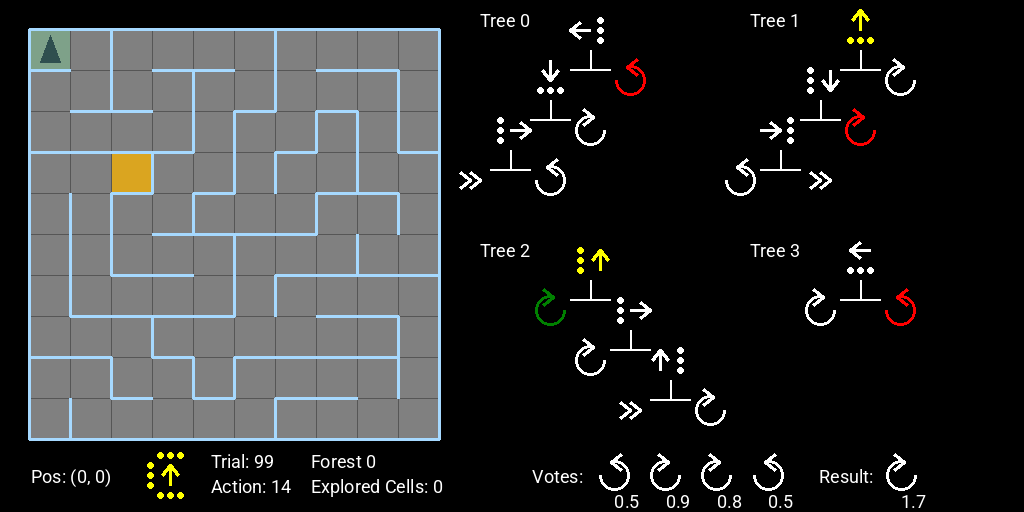 Tree 0
Tree 1
Tree 2
Tree 3
Pos: (0, 0)
Trial: 99
Forest 0
Action: 14
Explored Cells: 0
Votes:
0.5
0.9
0.8
0.5
Result:
1.7